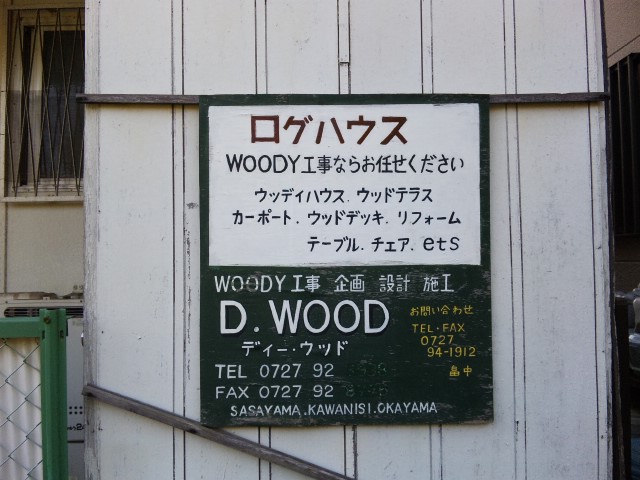 ログハウス
WOODY工事ならお任せください
ウッディハウス.ウッドテラス
カーポート.ウッドデッキ.リフォーム
テーブル.チェア.ets
WOODY工事 企画 設計 施工
D.WOOD
ディー・ウッド
TEL 0727 92
FAX 0727 92
SASAYAMA.KAWANISI.OKAYAMA
お問い合わせ
TEL・FAX
0727
94-1912
畠中